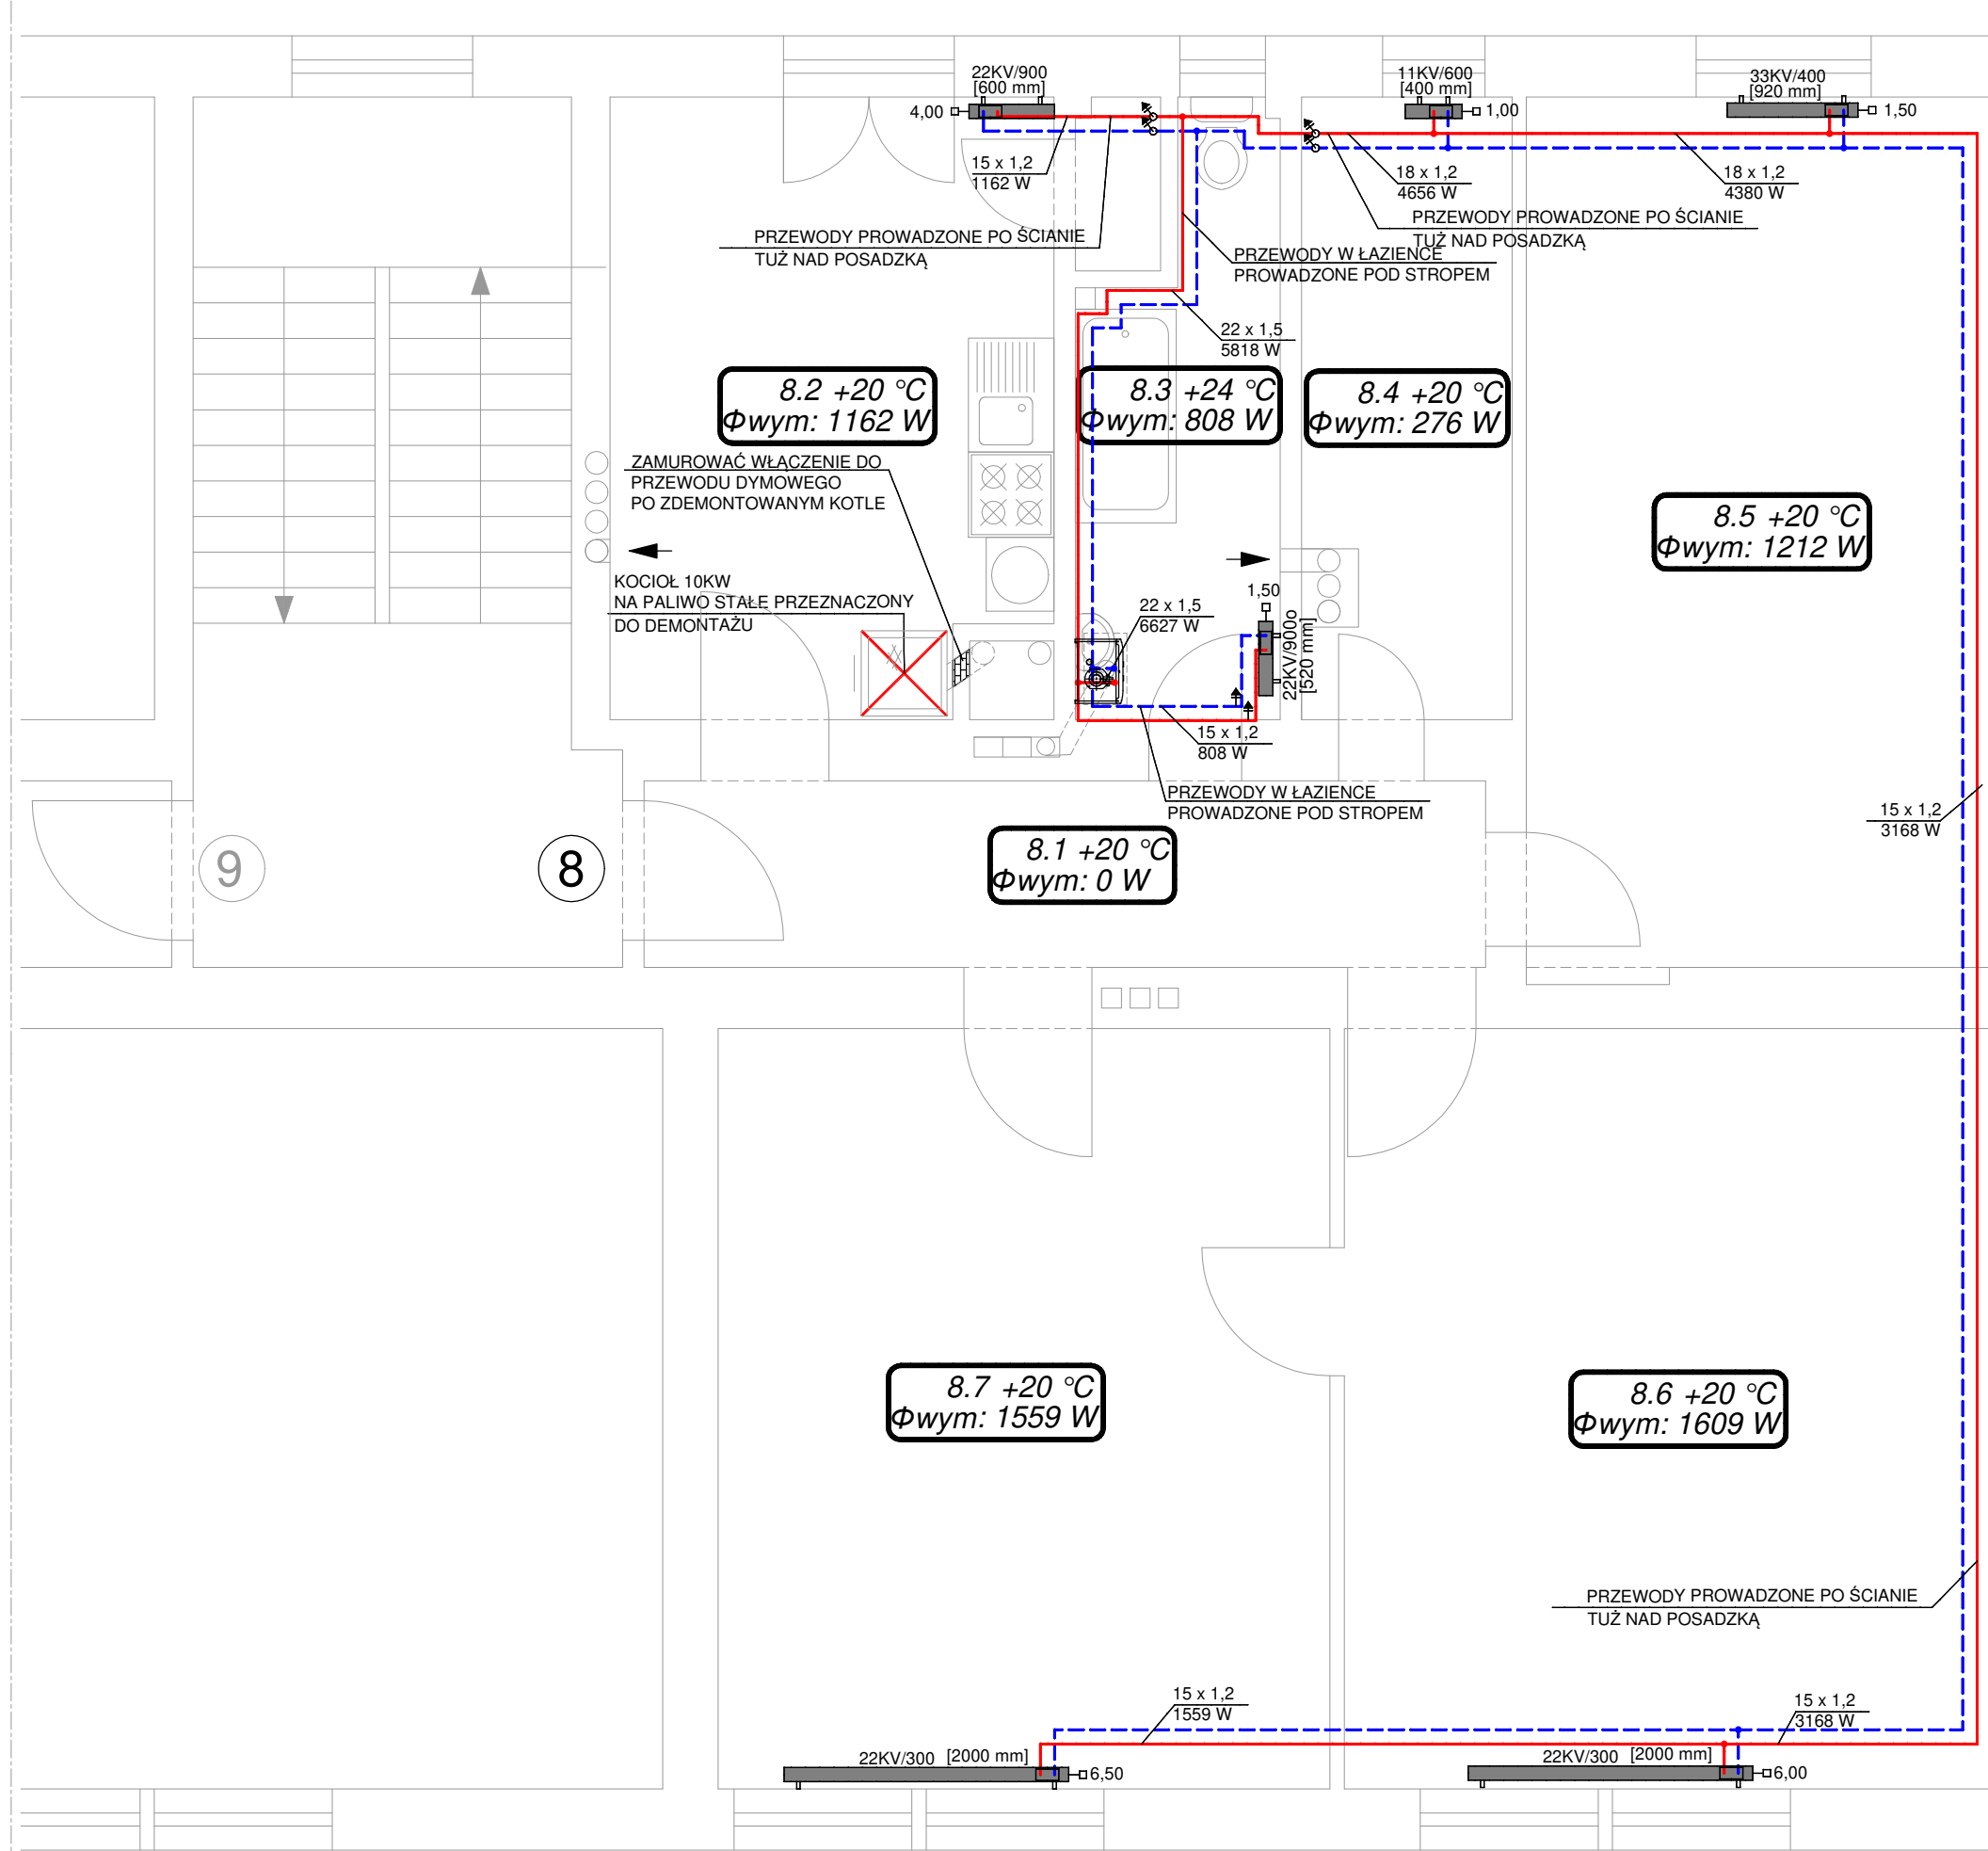 22KV/900
[600 mm]
4,00
11KV/600
[400 mm]
1,00
33KV/400
[920 mm]
1,50
15 x 1,2
1162 W
18 x 1,2
4656 W
18 x 1,2
4380 W
PRZEWODY PROWADZONE PO ŚCIANIE
TUŻ NAD POSADZKĄ
PRZEWODY PROWADZONE PO ŚCIANIE
TUŻ NAD POSADZKĄ
PRZEWODY W ŁAZIENCE
PROWADZONE POD STROPEM
22 x 1,5
5818 W
8.2 +20 °C
Φwym: 1162 W
8.3 +24 °C
Φwym: 808 W
8.4 +20 °C
Φwym: 276 W
ZAMUROWAĆ WŁĄCZENIE DO
PRZEWODU DYMOWEGO
PO ZDEMONTOWANYM KOTLE
8.5 +20 °C
Φwym: 1212 W
KOCIOŁ 10KW
NA PALIWO STAŁE PRZEZNACZONY
DO DEMONTAŻU
22 x 1,5
6627 W
1,50
22KV/900o
[520 mm]
15 x 1,2
808 W
PRZEWODY W ŁAZIENCE
PROWADZONE POD STROPEM
15 x 1,2
3168 W
9
8
8.1 +20 °C
Φwym: 0 W
8.7 +20 °C
Φwym: 1559 W
8.6 +20 °C
Φwym: 1609 W
PRZEWODY PROWADZONE PO ŚCIANIE
TUŻ NAD POSADZKĄ
15 x 1,2
1559 W
15 x 1,2
3168 W
22KV/300 [2000 mm]
6,50
22KV/300 [2000 mm]
6,00